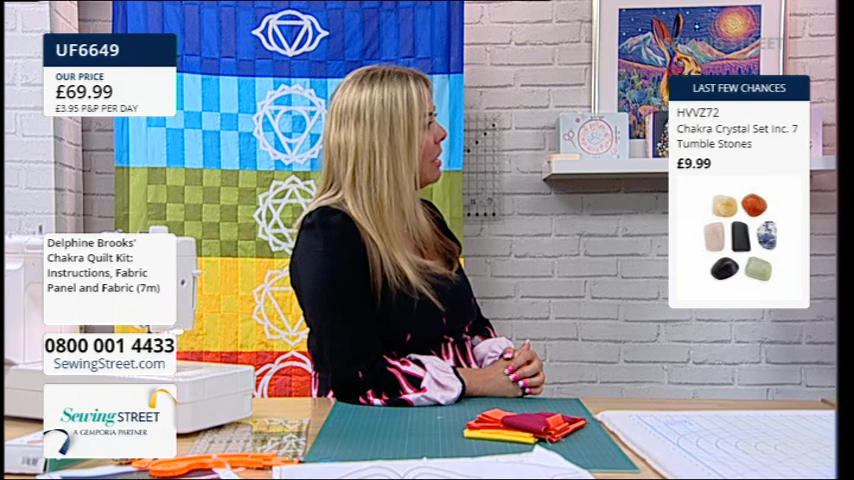 UF6649
OUR PRICE
£69.99
£3.95 P&P PER DAY
Delphine Brooks'
Chakra Quilt Kit:
Instructions, Fabric
Panel and Fabric (7m)
0800 001 4433
SewingStreet.com
Sewing STREET
A GEMPORIA PARTNER
STREET
LAST FEW CHANCES
HVVZ72
Chakra Crystal Set Inc. 7
Tumble Stones
£9.99